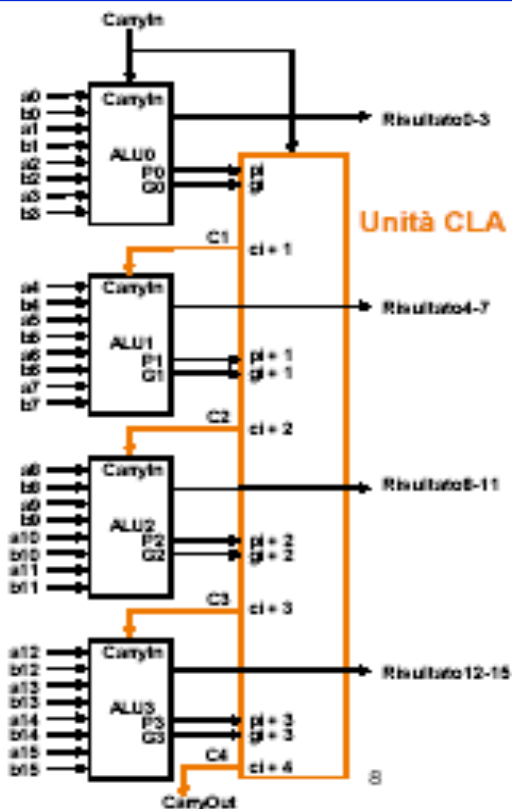 CarryIn
a0
b0
a1
b1
a2
b2
a3
b3
CarryIn
ALU0
P0
G0
pi
gi
Risultato0-3
Unità CLA
C1
ci + 1
a4
b4
a5
b5
a6
b6
a7
b7
CarryIn
ALU1
P1
G1
pi + 1
gi + 1
Risultato4-7
C2
ci + 2
a8
b8
a9
b9
a10
b10
a11
b11
CarryIn
ALU2
P2
G2
pi + 2
gi + 2
Risultato8-11
C3
ci + 3
a12
b12
a13
b13
a14
b14
a15
b15
CarryIn
ALU3
P3
G3
pi + 3
gi + 3
Risultato12-15
C4
ci + 4
8
CarryOut